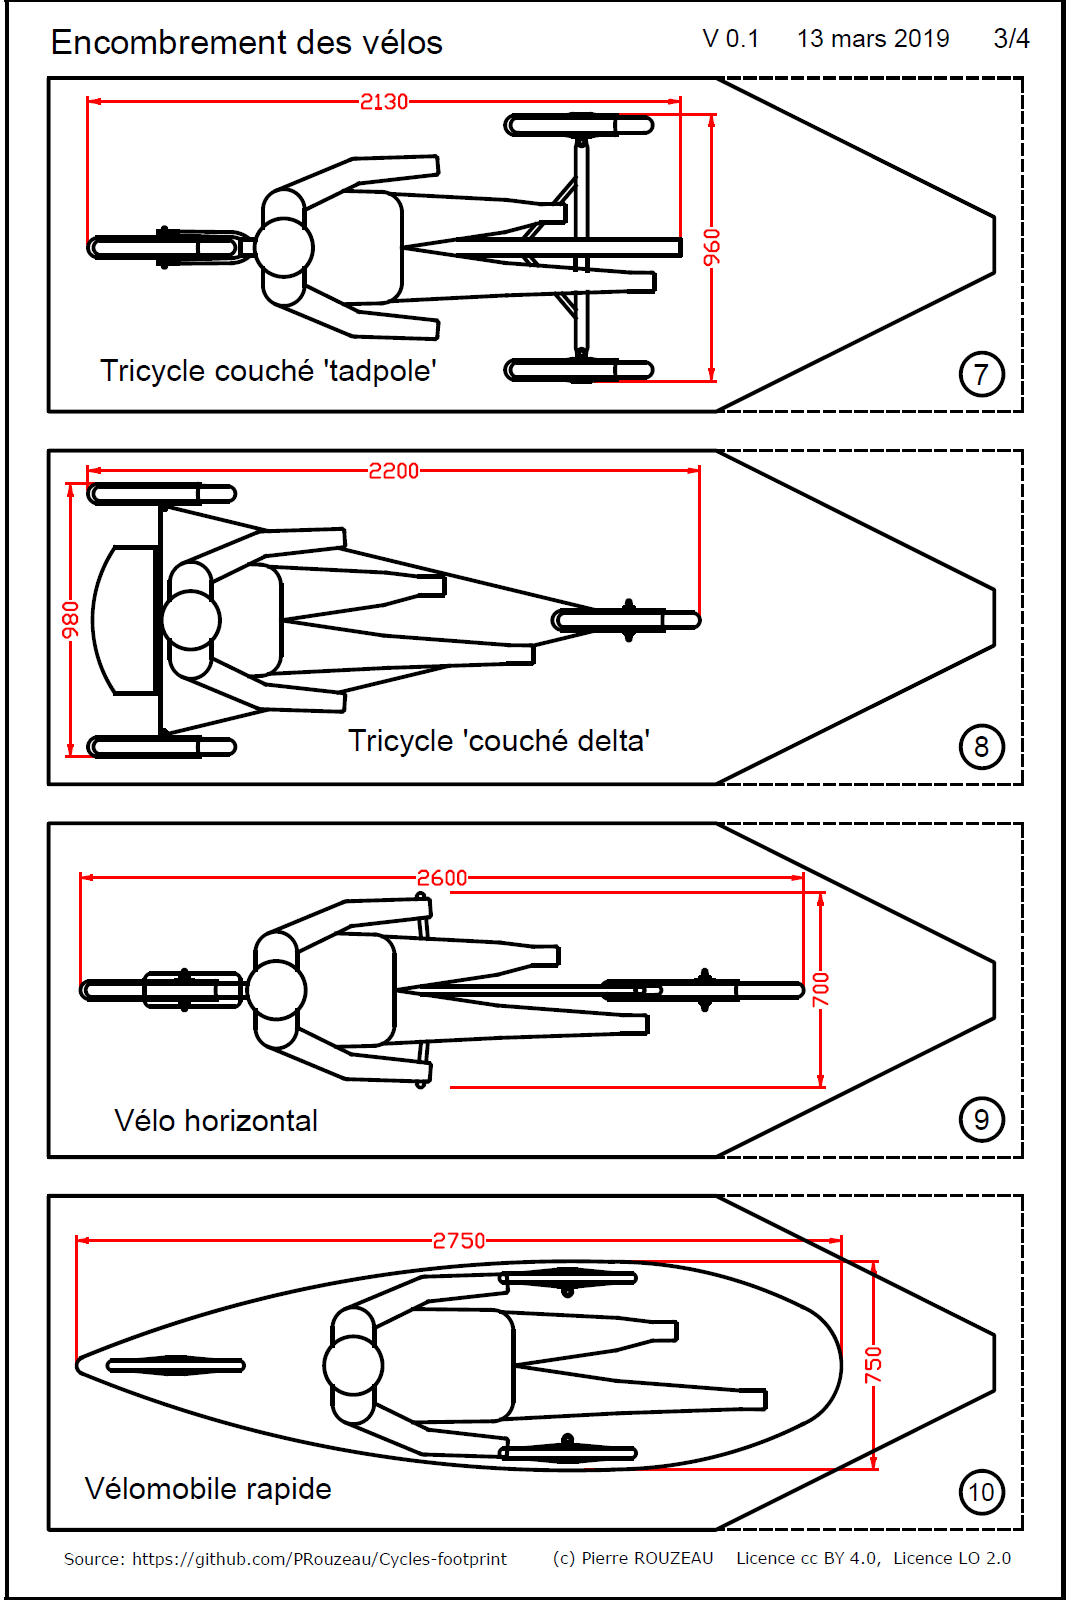 Encombrement des vélos V 0.1 13 mars 2019 3/4
2130
960
Tricycle couché 'tadpole'
7
2200
980
Tricycle 'couché delta'
8
2600
700
Vélo horizontal
9
2750
750
Vélomobile rapide
10
Source: https://github.com/PRouzeau/Cycles-footprint (c) Pierre ROUZEAU Licence cc BY 4.0, Licence LO 2.0